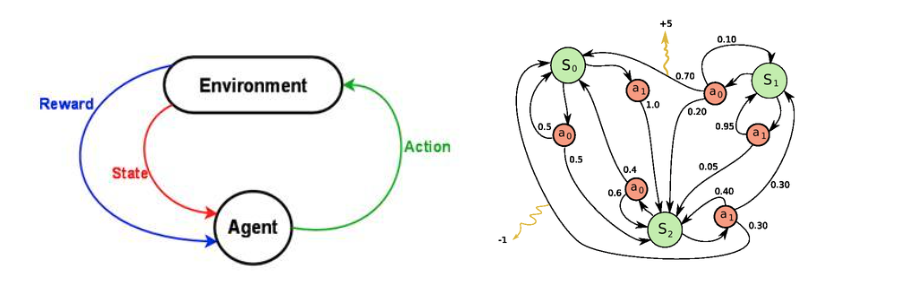 Environment
Reward
State
Action
Agent
+5
0.10
S0
S1
0.70
a0
a1
1.0
0.20
0.5
a0
0.95
a1
0.5
0.05
0.4
a0
0.6
0.40
0.30
a1
S2
0.30
-1